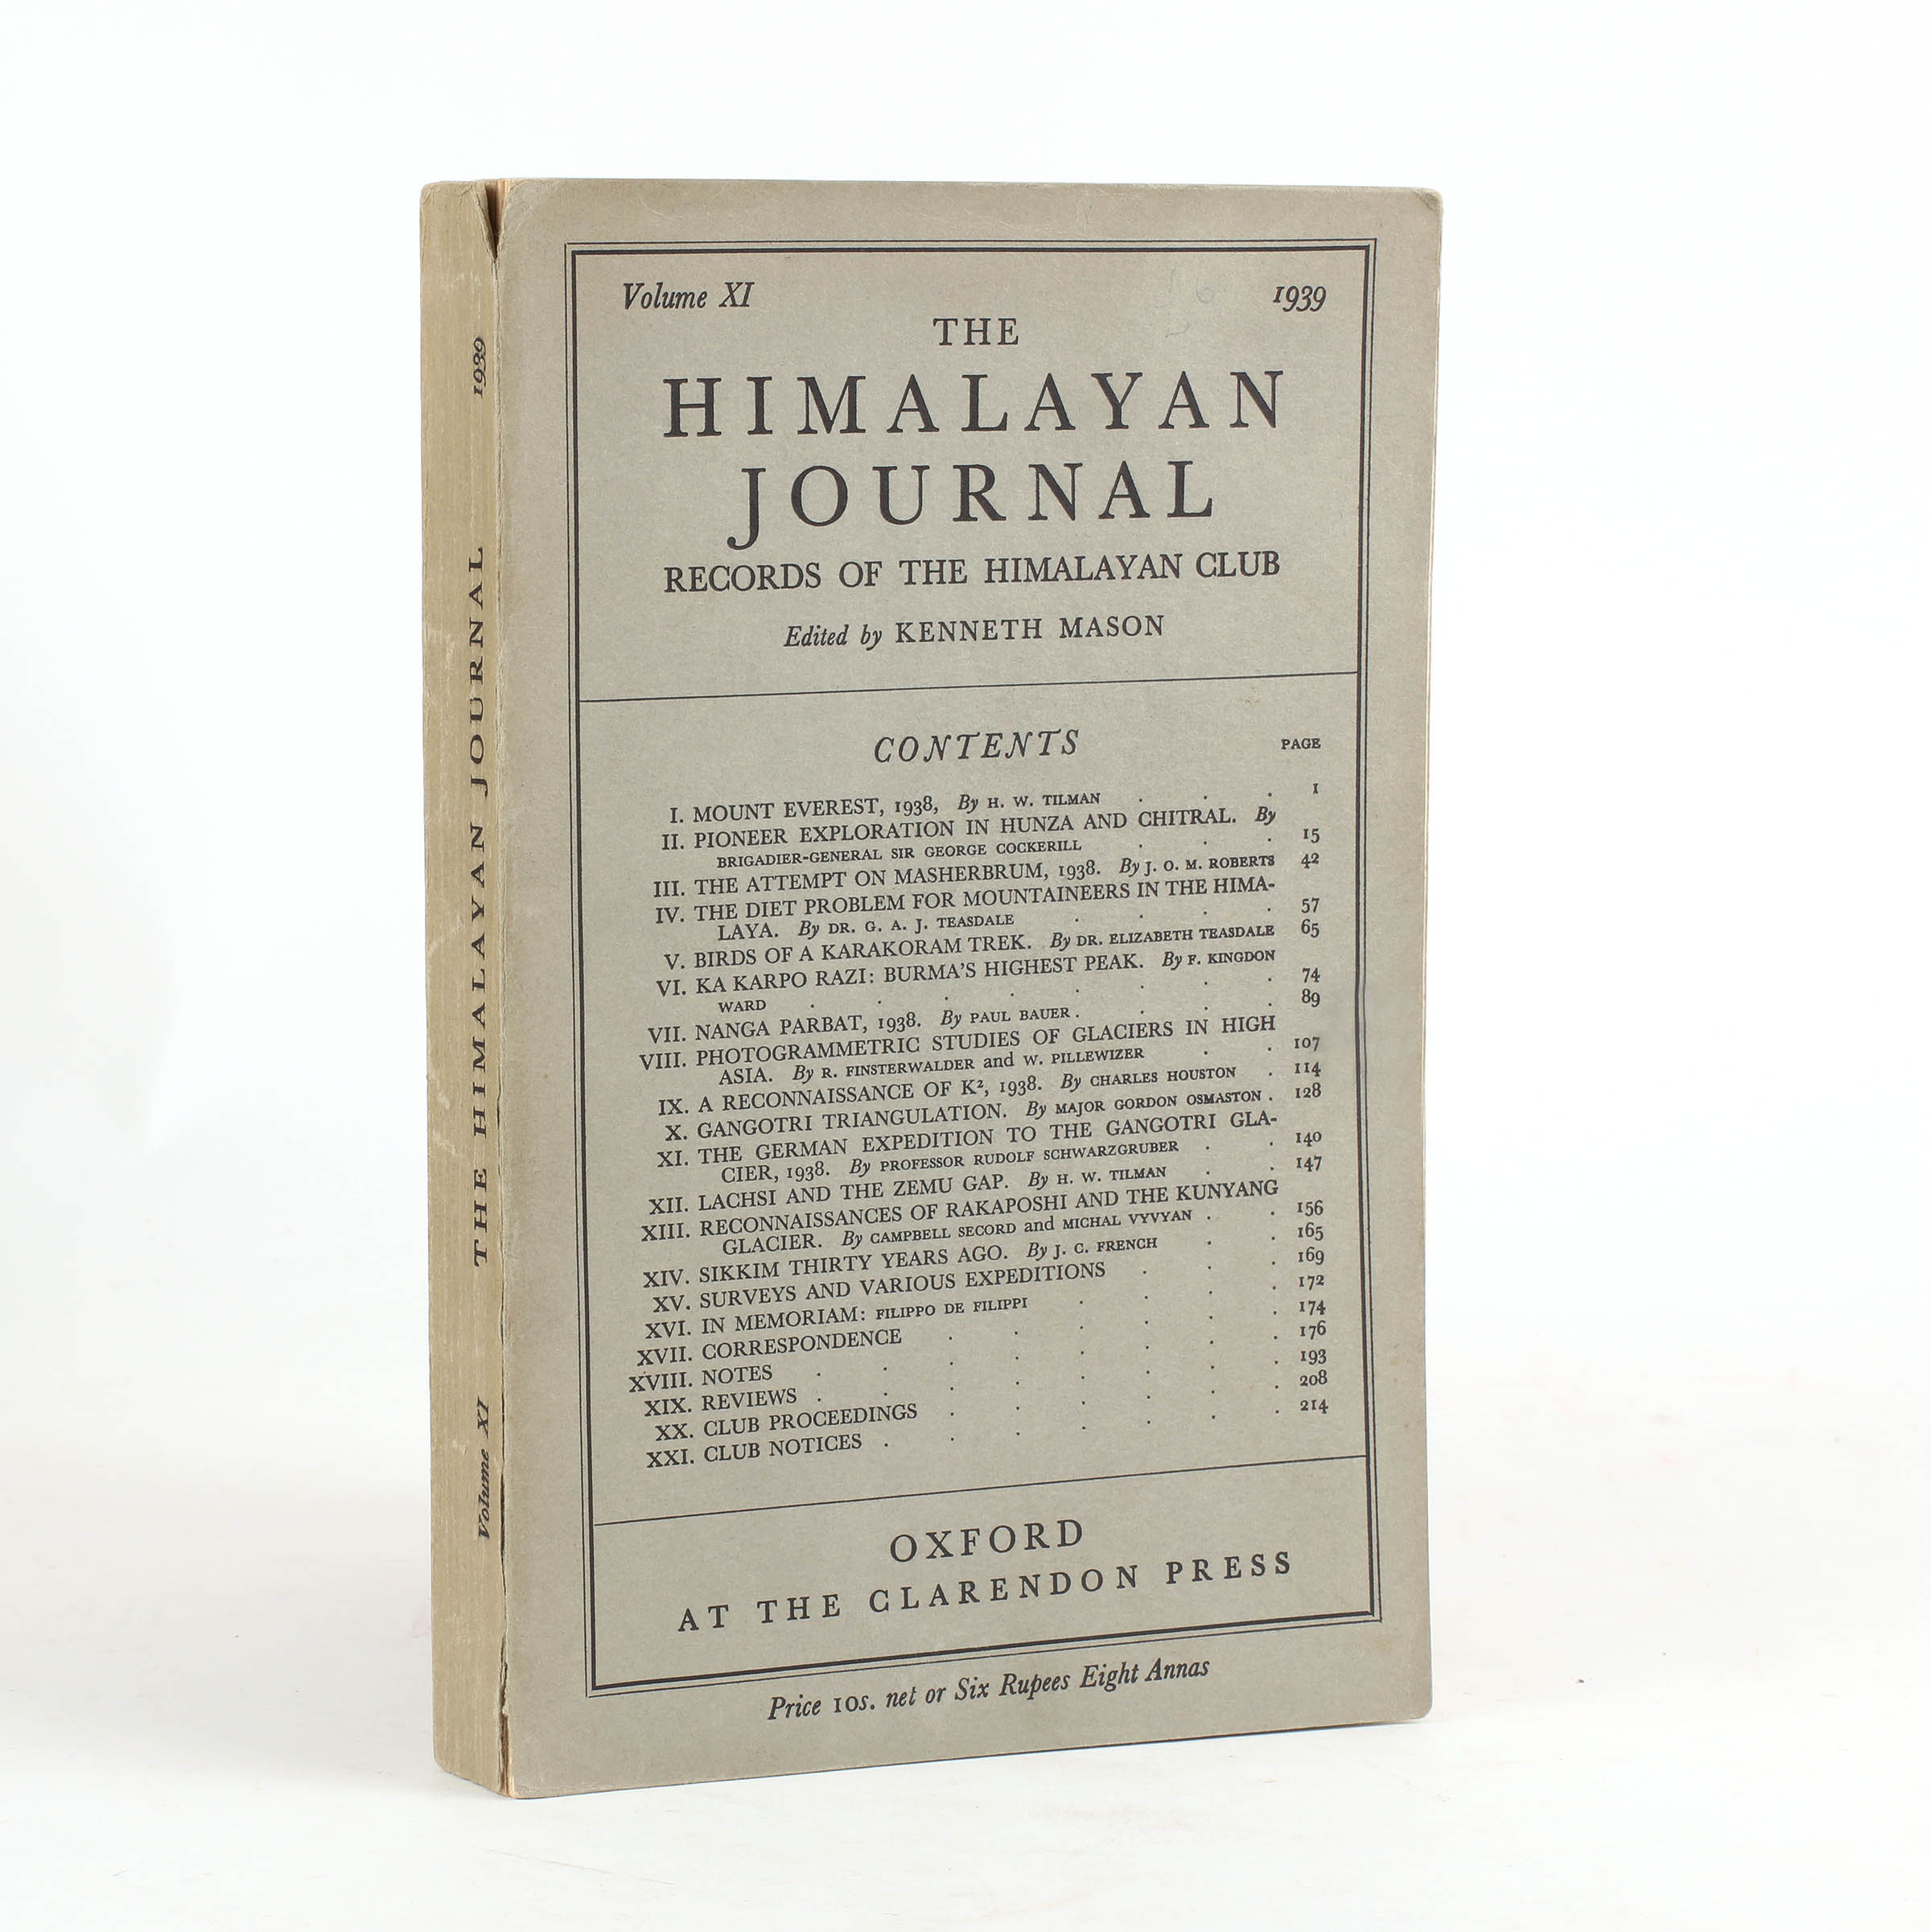 1939
THE HIMALAYAN JOURNAL
Volume XI
Volume XI 1939
THE
HIMALAYAN
JOURNAL
RECORDS OF THE HIMALAYAN CLUB
Edited by KENNETH MASON
CONTENTS PAGE
I. MOUNT EVEREST, 1938, By H. W. TILMAN . . . 1
II. PIONEER EXPLORATION IN HUNZA AND CHITRAL. By
BRIGADIER-GENERAL SIR GEORGE COCKERILL . . . 15
III. THE ATTEMPT ON MASHERBRUM, 1938. By J. O. M. ROBERTS 42
IV. THE DIET PROBLEM FOR MOUNTAINEERS IN THE HIMA-
LAYA. By DR. G. A. J. TEASDALE . . . . 57
V. BIRDS OF A KARAKORAM TREK. By DR. ELIZABETH TEASDALE 65
VI. KA KARPO RAZI: BURMA'S HIGHEST PEAK. By F. KINGDON
WARD . . . . . . . . 74
VII. NANGA PARBAT, 1938. By PAUL BAUER . . . . 89
VIII. PHOTOGRAMMETRIC STUDIES OF GLACIERS IN HIGH
ASIA. By R. FINSTERWALDER and W. PILLEWIZER . . 107
IX. A RECONNAISSANCE OF K², 1938. By CHARLES HOUSTON . 114
X. GANGOTRI TRIANGULATION. By MAJOR GORDON OSMASTON . 128
XI. THE GERMAN EXPEDITION TO THE GANGOTRI GLA-
CIER, 1938. By PROFESSOR RUDOLF SCHWARZGRUBER . . 140
XII. LACHSI AND THE ZEMU GAP. By H. W. TILMAN . . 147
XIII. RECONNAISSANCES OF RAKAPOSHI AND THE KUNYANG
GLACIER. By CAMPBELL SECORD and MICHAL VYVYAN . . 156
XIV. SIKKIM THIRTY YEARS AGO. By J. C. FRENCH . . 165
XV. SURVEYS AND VARIOUS EXPEDITIONS . . . 169
XVI. IN MEMORIAM: FILIPPO DE FILIPPI . . . . 172
XVII. CORRESPONDENCE . . . . . . 174
XVIII. NOTES . . . . . . . . 176
XIX. REVIEWS . . . . . . . . 193
XX. CLUB PROCEEDINGS . . . . . . 208
XXI. CLUB NOTICES . . . . . . . 214
OXFORD
AT THE CLARENDON PRESS
Price 10s. net or Six Rupees Eight Annas